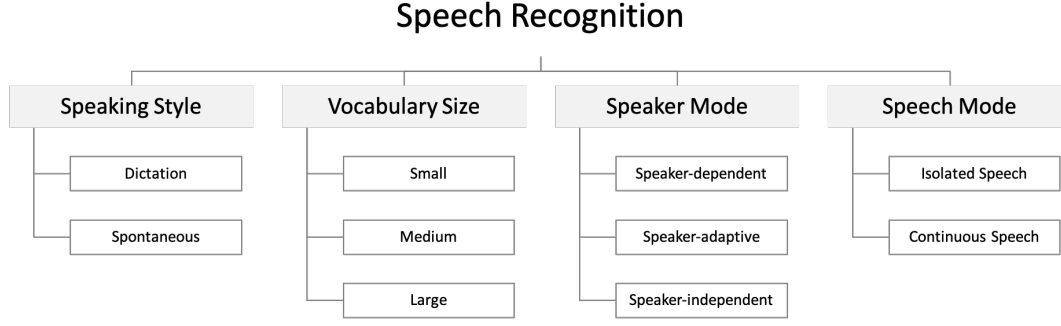 Speech Recognition
Speaking Style
Dictation
Spontaneous
Vocabulary Size
Small
Medium
Large
Speaker Mode
Speaker-dependent
Speaker-adaptive
Speaker-independent
Speech Mode
Isolated Speech
Continuous Speech